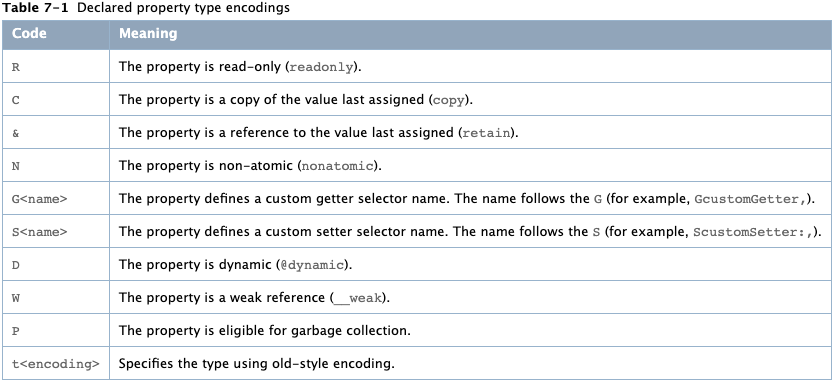 Table 7-1 Declared property type encodings
Code Meaning
R The property is read-only (readonly).
C The property is a copy of the value last assigned (copy).
& The property is a reference to the value last assigned (retain).
N The property is non-atomic (nonatomic).
G<name> The property defines a custom getter selector name. The name follows the G (for example, GcustomGetter,).
S<name> The property defines a custom setter selector name. The name follows the S (for example, ScustomSetter:,).
D The property is dynamic (@dynamic).
W The property is a weak reference (__weak).
P The property is eligible for garbage collection.
t<encoding> Specifies the type using old-style encoding.